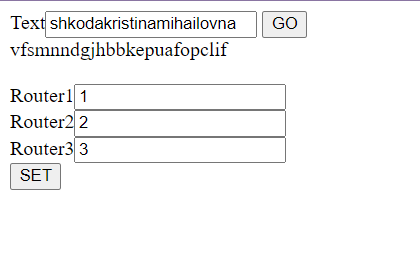 Text shkodakristinamihailovna GO
vfsmnndgjhbbkepuafopclif
Router1 1
Router2 2
Router3 3
SET